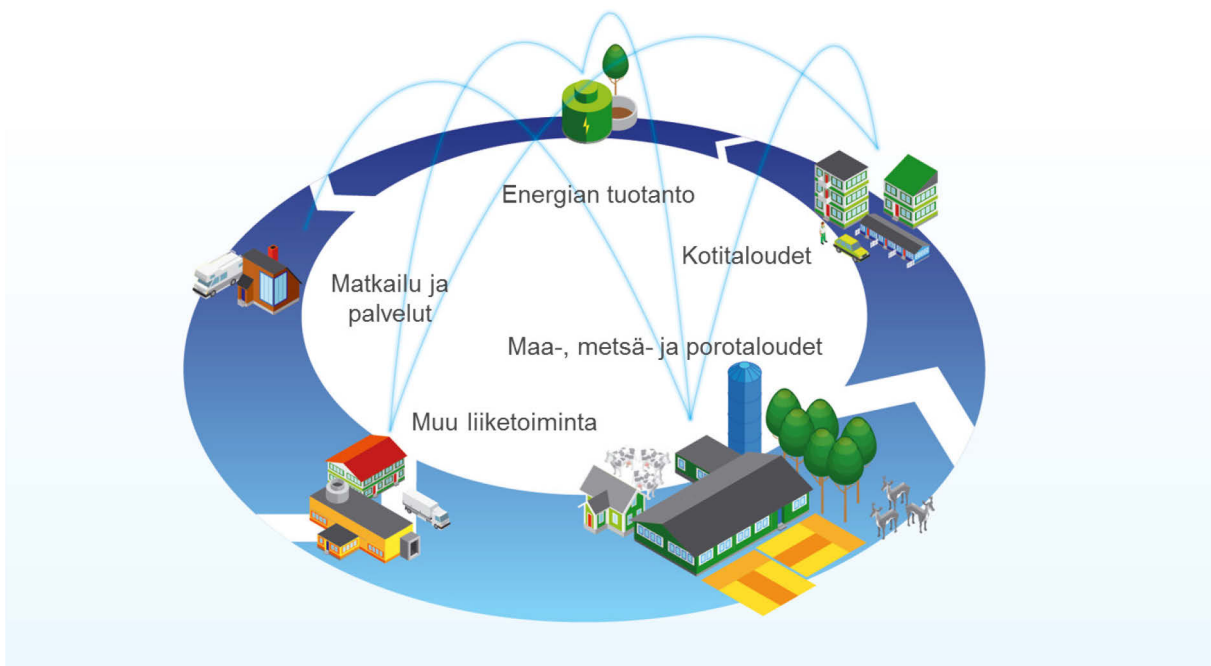 Energian tuotanto
Kotitaloudet
Matkailu ja
palvelut
Maa-, metsä- ja porotaloudet
Muu liiketoiminta